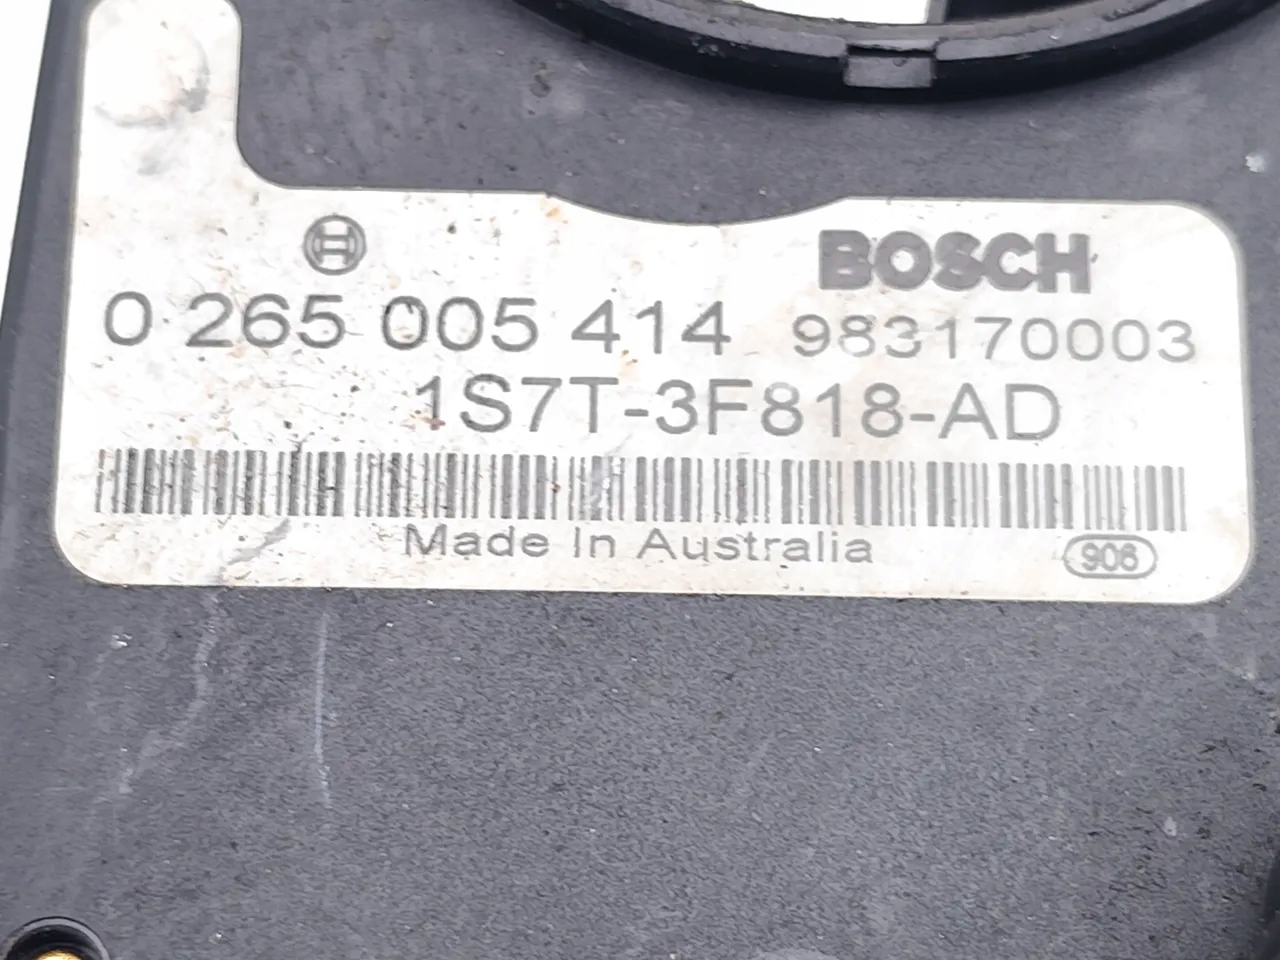 BOSCH
0 265 005 414 983170003
1S7T-3F818-AD
Made In Australia
906